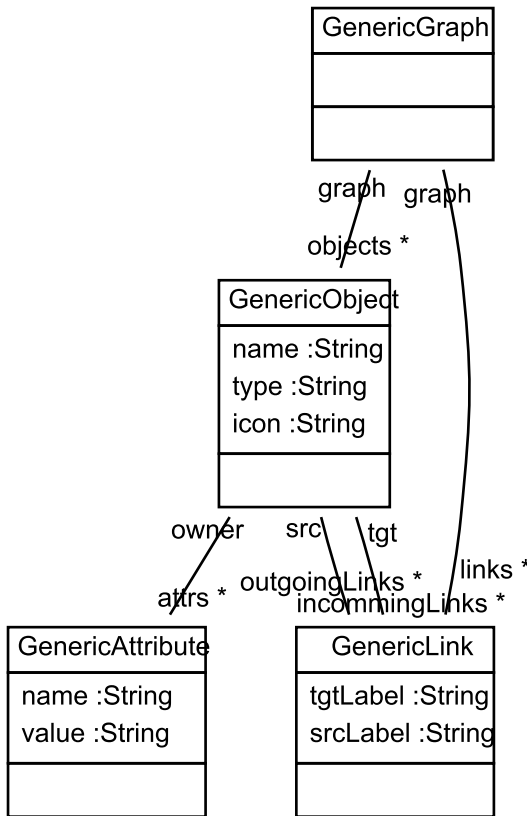 GenericGraph
graph
graph
objects *
GenericObject
name :String
type :String
icon :String
owner
src
tgt
attrs *
outgoingLinks *
incommingLinks *
links *
GenericAttribute
name :String
value :String
GenericLink
tgtLabel :String
srcLabel :String